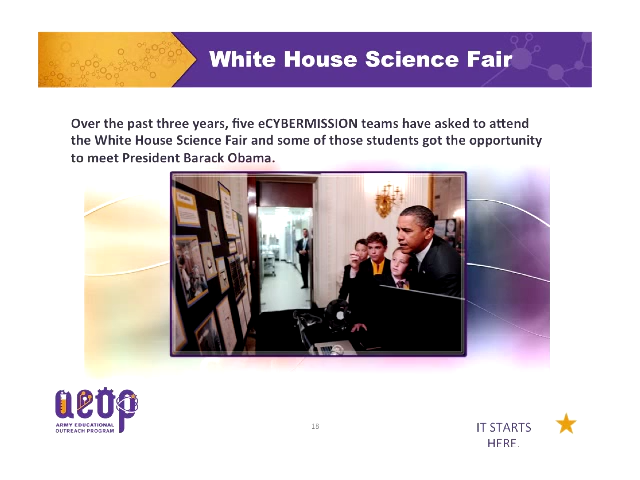 White House Science Fair
Over the past three years, five eCYBERMISSION teams have asked to attend
the White House Science Fair and some of those students got the opportunity
to meet President Barack Obama.
aeop
ARMY EDUCATIONAL
OUTREACH PROGRAM
IT STARTS
HERE.